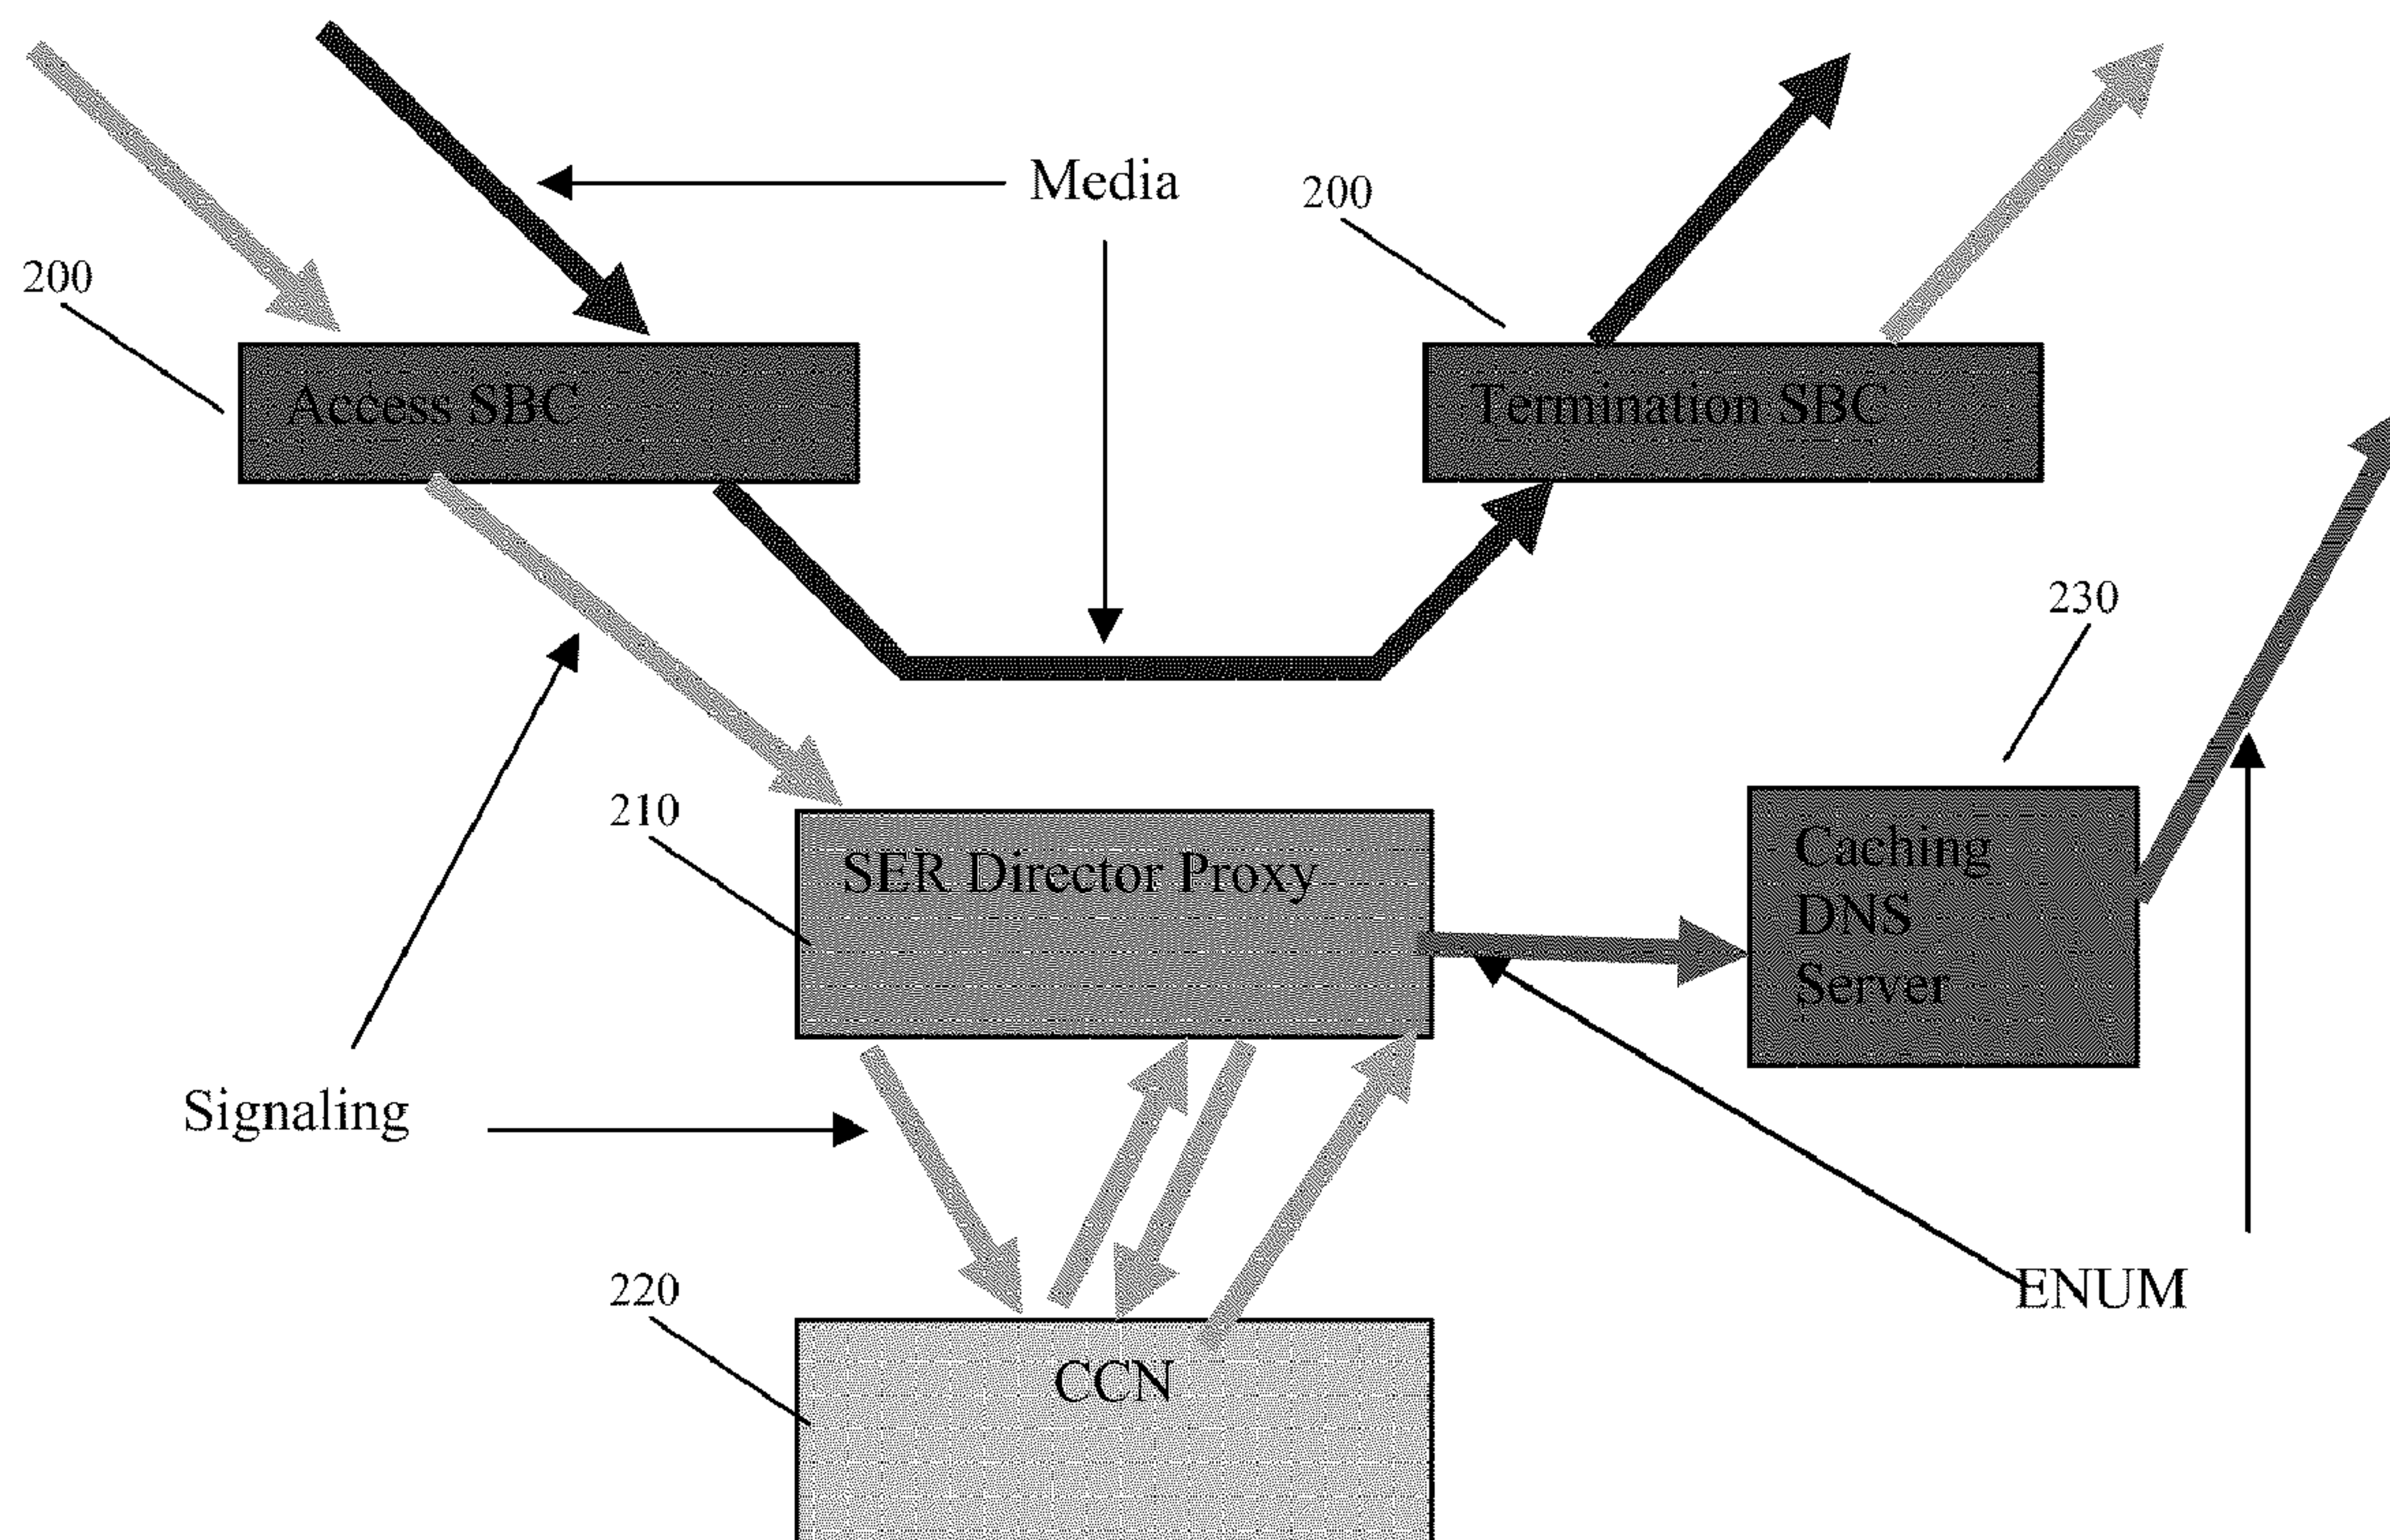 Media
200
200
Access SBC
Termination SBC
230
210
SER Director Proxy
Caching
DNS
Server
Signaling
220
ENUM
CCN